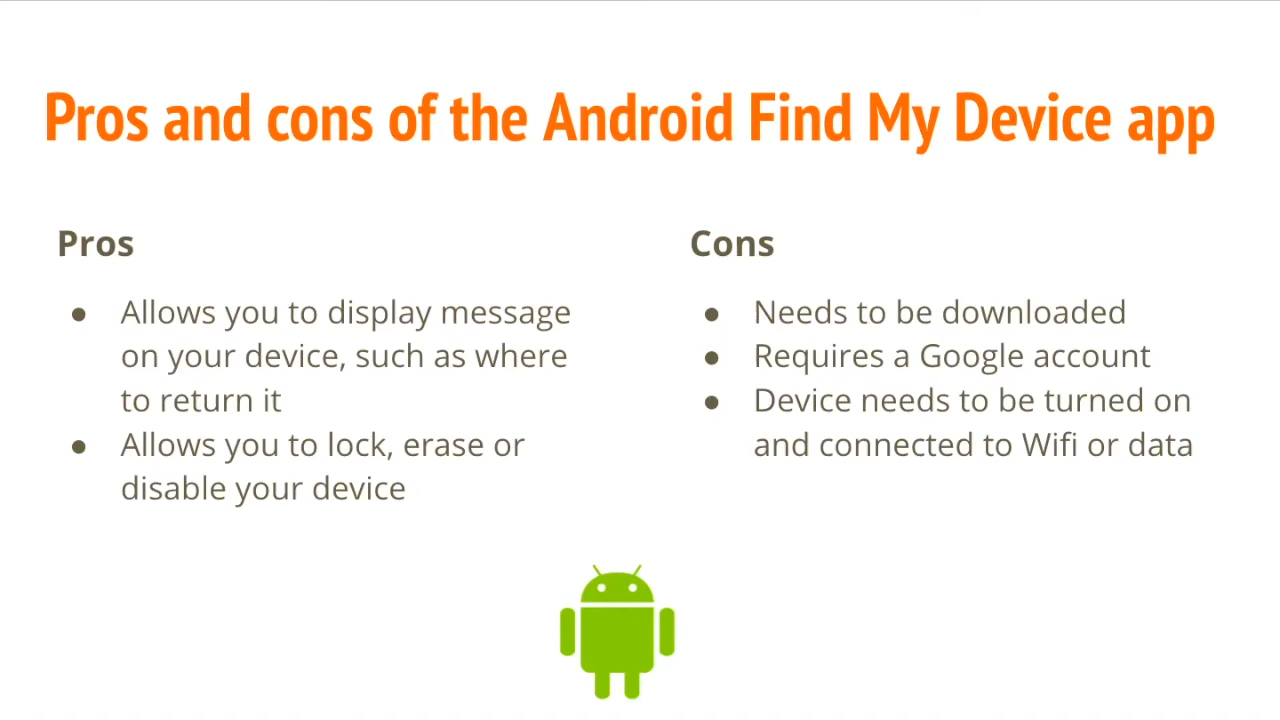 Pros and cons of the Android Find My Device app
Pros
● Allows you to display message
on your device, such as where
to return it
● Allows you to lock, erase or
disable your device
Cons
● Needs to be downloaded
● Requires a Google account
● Device needs to be turned on
and connected to Wifi or data